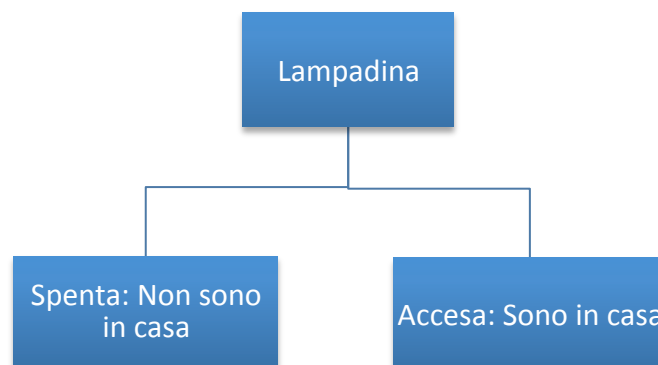 Lampadina
Spenta: Non sono
in casa
Accesa: Sono in casa